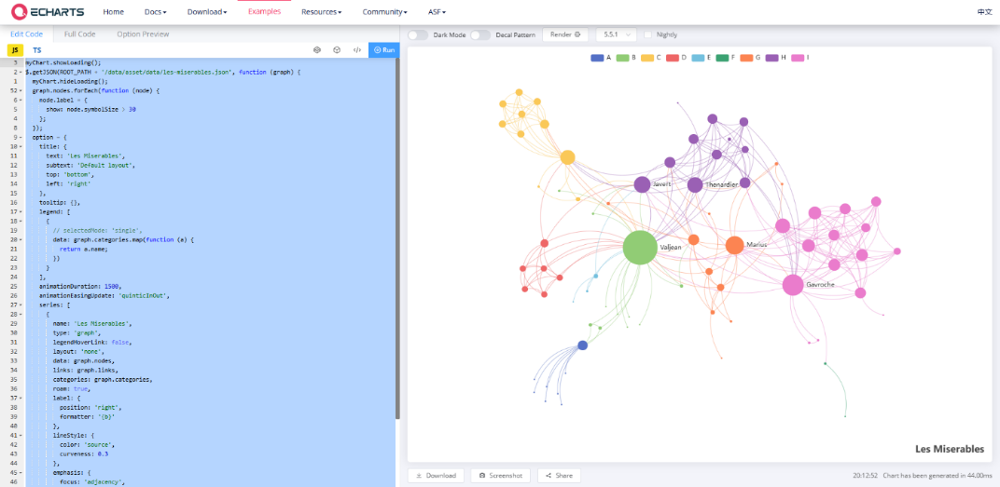 ECHARTS Home Docs Download Examples Resources Community ASF 中文
Edit Code Full Code Option Preview
JS TS Run
Dark Mode Decal Pattern Render 5.5.1 Nightly
myChart.showLoading();
$.getJSON(ROOT_PATH + '/data/asset/data/les-miserables.json', function (graph) {
myChart.hideLoading();
graph.nodes.forEach(function (node) {
node.label = {
show: node.symbolSize > 30
};
});
option = {
title: {
text: 'Les Miserables',
subtext: 'Default layout',
top: 'bottom',
left: 'right'
},
tooltip: {},
legend: [
{
// selectedMode: 'single',
data: graph.categories.map(function (a) {
return a.name;
})
}
],
animationDuration: 1500,
animationEasingUpdate: 'quinticInOut',
series: [
{
name: 'Les Miserables',
type: 'graph',
legendHoverLink: false,
layout: 'none',
data: graph.nodes,
links: graph.links,
categories: graph.categories,
roam: true,
label: {
position: 'right',
formatter: '{b}'
},
lineStyle: {
color: 'source',
curveness: 0.3
},
emphasis: {
focus: 'adjacency',
A B C D E F G H I
Javert
Thenardier
Valjean
Marius
Gavroche
Les Miserables
Download Screenshot Share
20:12:52 Chart has been generated in 44.00ms